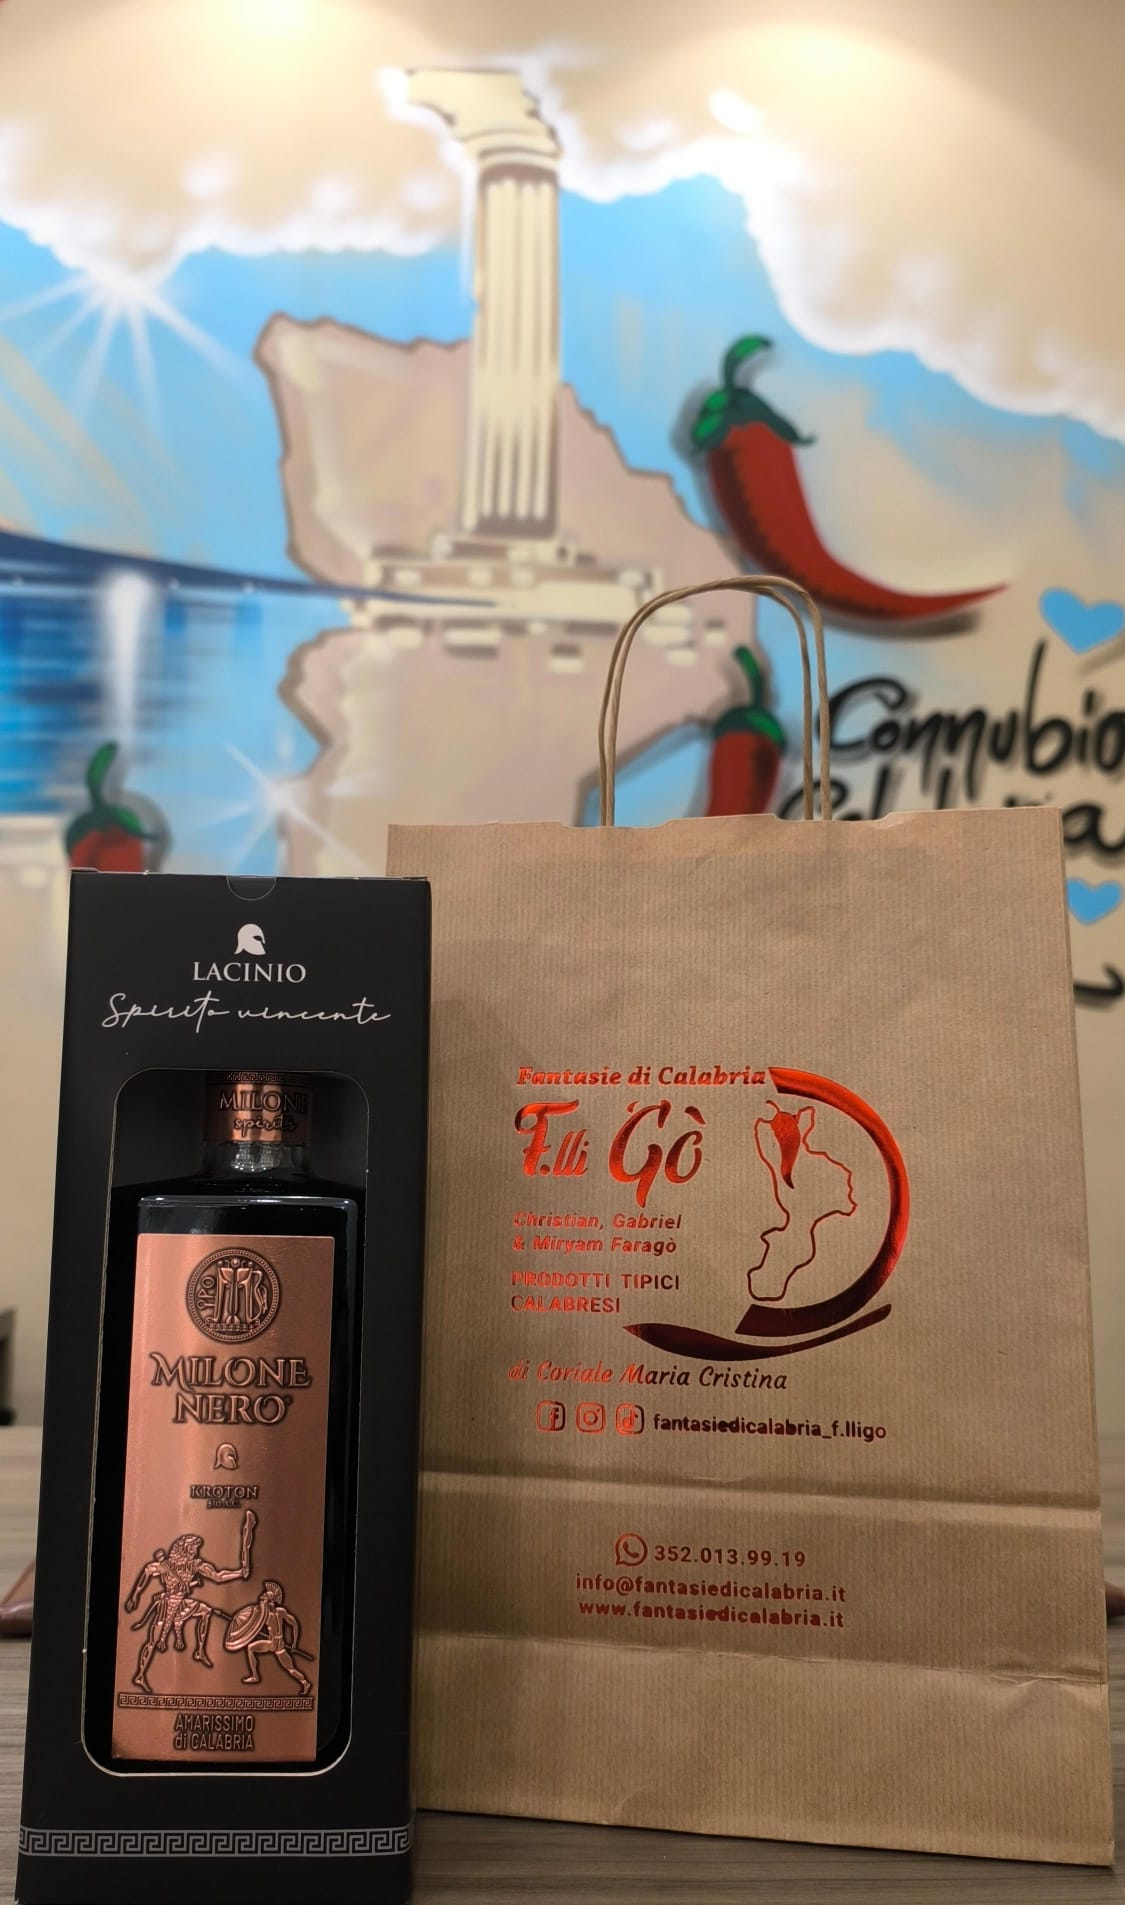 Connubio
LACINIO
Spirito vincente
MILONE
spirito
MILONE
NERO
KROTON
510 A.C.
AMARISSIMO
di CALABRIA
Fantasie di Calabria
F.lli Gò
Christian, Gabriel
& Miryam Faragò
PRODOTTI TIPICI
CALABRESI
di Coriale Maria Cristina
fantasiedicalabria_f.lligo
352.013.99.19
info@fantasiedicalabria.it
www.fantasiedicalabria.it